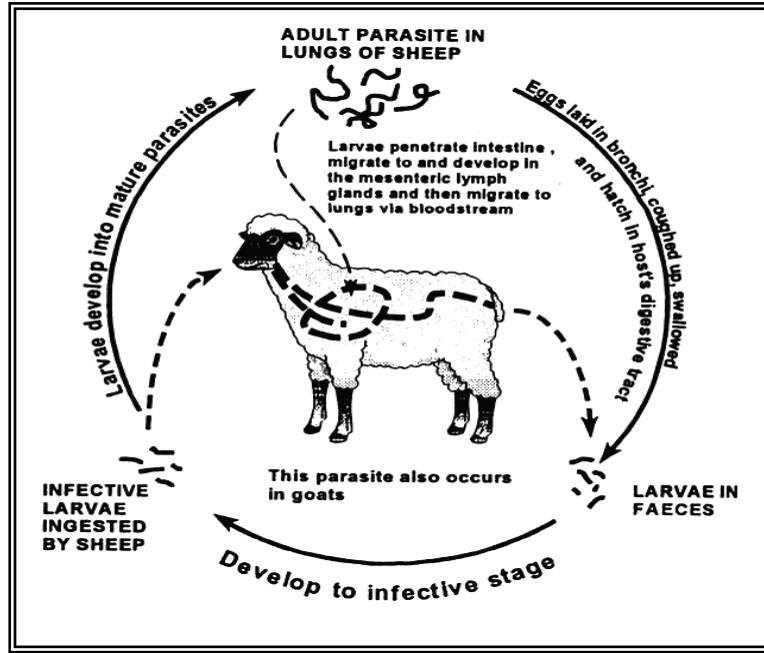 ADULT PARASITE IN
LUNGS OF SHEEP
Eggs laid in bronchi, coughed up, swallowed
and hatch in host's digestive tract
Larvae penetrate intestine ,
migrate to and develop in
the mesenteric lymph
glands and then migrate to
lungs via bloodstream
Larvae develop into mature parasites
This parasite also occurs
in goats
INFECTIVE
LARVAE
INGESTED
BY SHEEP
LARVAE IN
FAECES
Develop to infective stage